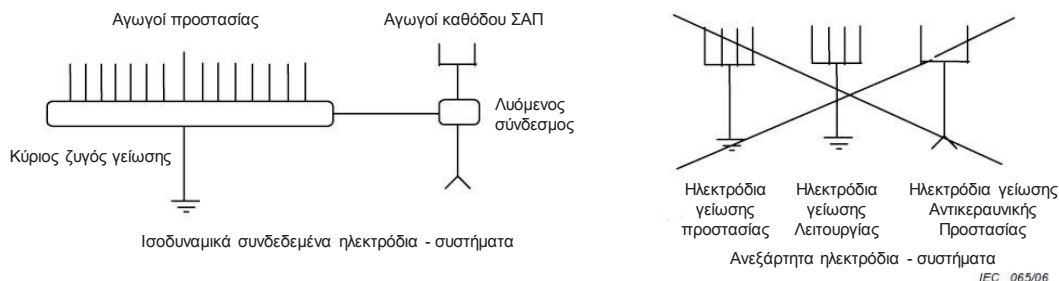 Αγωγοί προστασίας
Αγωγοί καθόδου ΣΑΠ
Λυόμενος
σύνδεσμος
Κύριος ζυγός γείωσης
Ισοδυναμικά συνδεδεμένα ηλεκτρόδια - συστήματα
Ηλεκτρόδια
γείωσης
προστασίας
Ηλεκτρόδια
γείωσης
Λειτουργίας
Ηλεκτρόδια γείωσης
Αντικεραυνικής
Προστασίας
Ανεξάρτητα ηλεκτρόδια - συστήματα
IEC 065/06